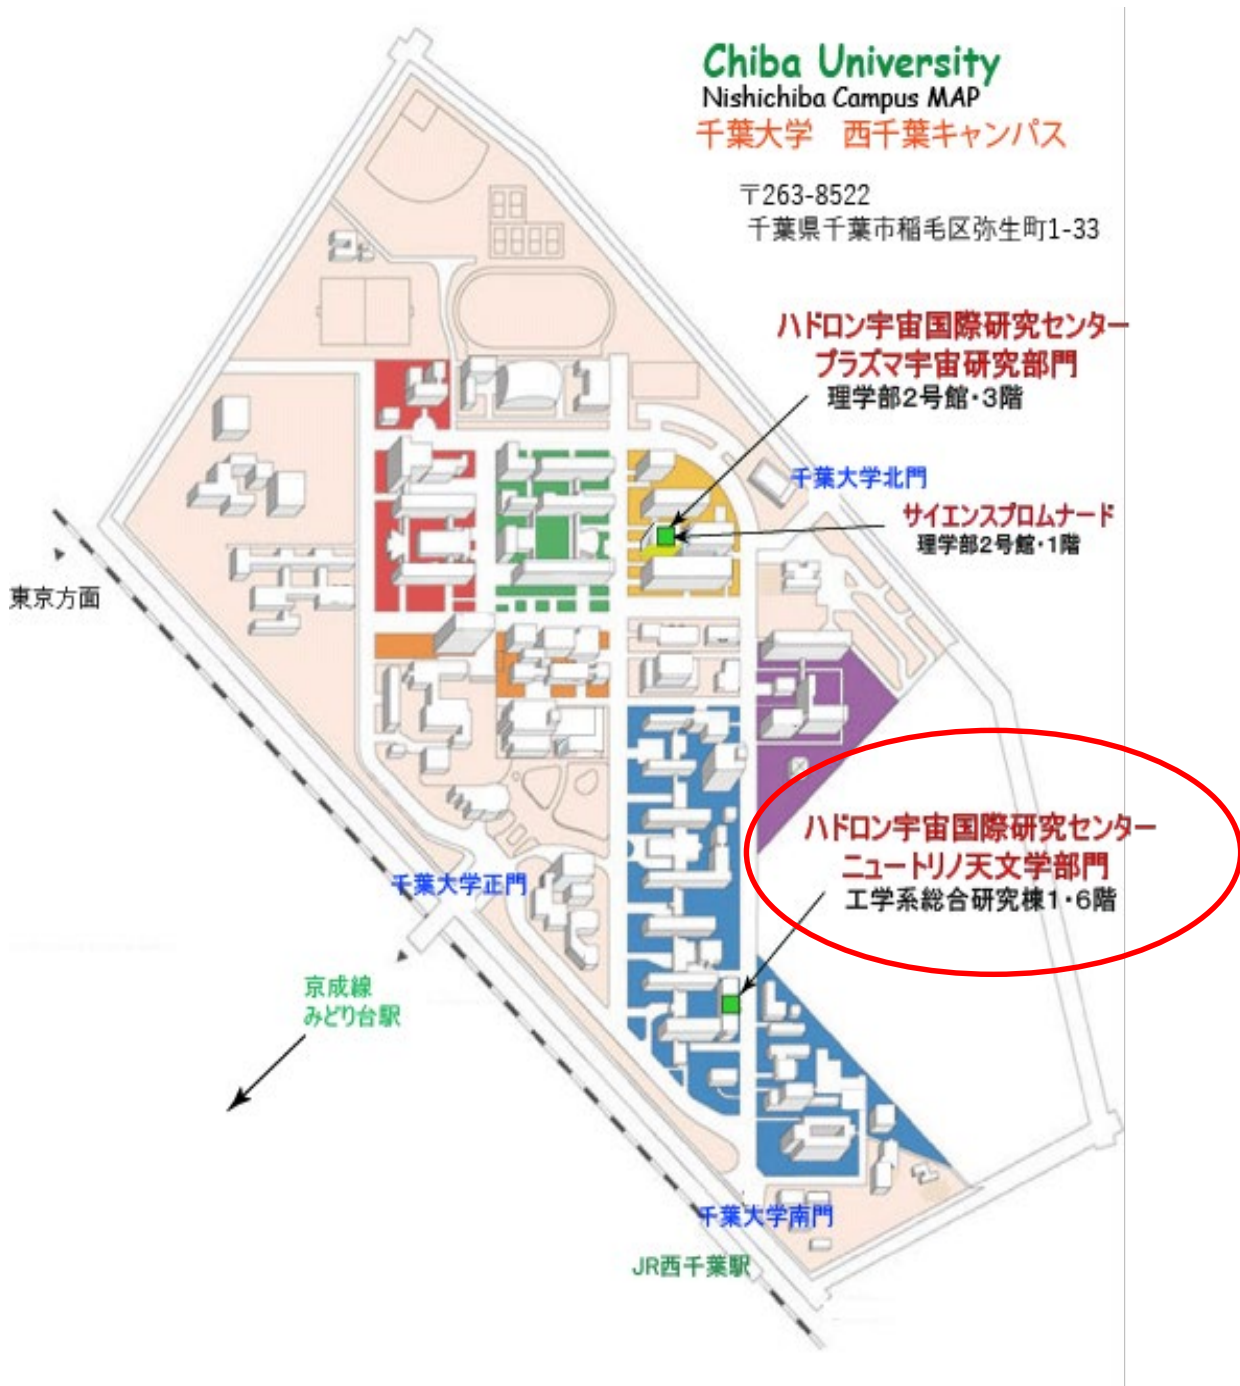 Chiba University
Nishichiba Campus MAP
千葉大学 西千葉キャンパス
〒263-8522
千葉県千葉市稲毛区弥生町1-33
ハドロン宇宙国際研究センター
プラズマ宇宙研究部門
理学部2号館・3階
千葉大学北門
サイエンスプロムナード
理学部2号館・1階
東京方面
ハドロン宇宙国際研究センター
ニュートリノ天文学部門
工学系総合研究棟1・6階
千葉大学正門
京成線
みどり台駅
千葉大学南門
JR西千葉駅